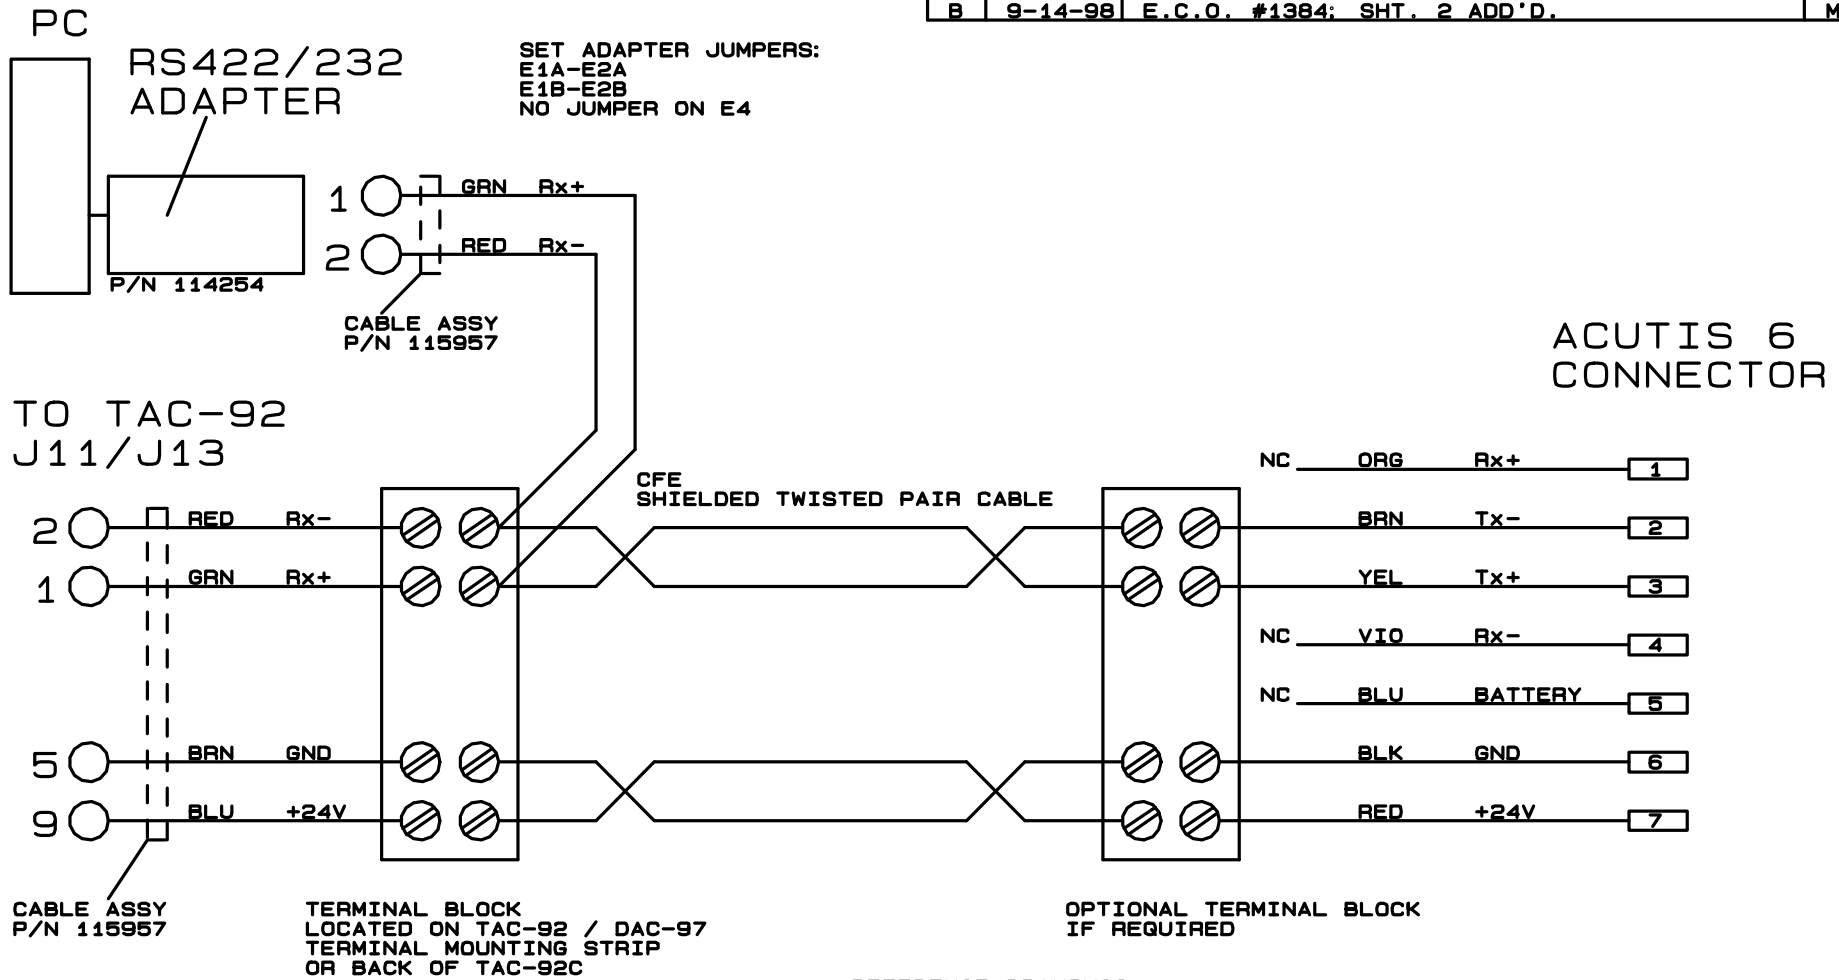 B 9-14-98 E.C.O. #1384; SHT. 2 ADD'D. M
PC
RS422/232
ADAPTER
SET ADAPTER JUMPERS:
E1A-E2A
E1B-E2B
NO JUMPER ON E4
1 GRN Rx+
2 RED Rx-
P/N 114254
CABLE ASSY
P/N 115957
ACUTIS 6
CONNECTOR
TO TAC-92
J11/J13
CFE
SHIELDED TWISTED PAIR CABLE
NC ORG Rx+ 1
2 RED Rx- BRN Tx- 2
1 GRN Rx+ YEL Tx+ 3
NC VIO Rx- 4
NC BLU BATTERY 5
5 BRN GND BLK GND 6
9 BLU +24V RED +24V 7
CABLE ASSY
P/N 115957
TERMINAL BLOCK
LOCATED ON TAC-92 / DAC-97
TERMINAL MOUNTING STRIP
OR BACK OF TAC-92C
OPTIONAL TERMINAL BLOCK
IF REQUIRED